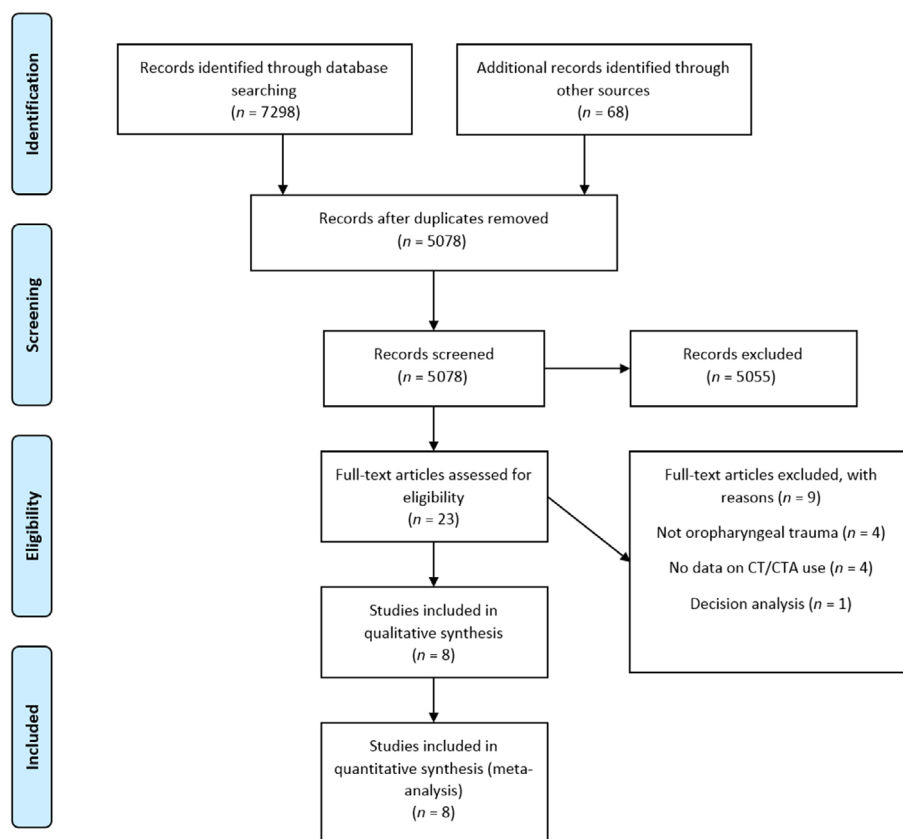 Identification
Records identified through database
searching
(n = 7298)
Additional records identified through
other sources
(n = 68)
Records after duplicates removed
(n = 5078)
Screening
Records screened
(n = 5078)
Records excluded
(n = 5055)
Eligibility
Full-text articles assessed for
eligibility
(n = 23)
Full-text articles excluded, with
reasons (n = 9)
Not oropharyngeal trauma (n = 4)
No data on CT/CTA use (n = 4)
Decision analysis (n = 1)
Studies included in
qualitative synthesis
(n = 8)
Included
Studies included in
quantitative synthesis (meta-
analysis)
(n = 8)